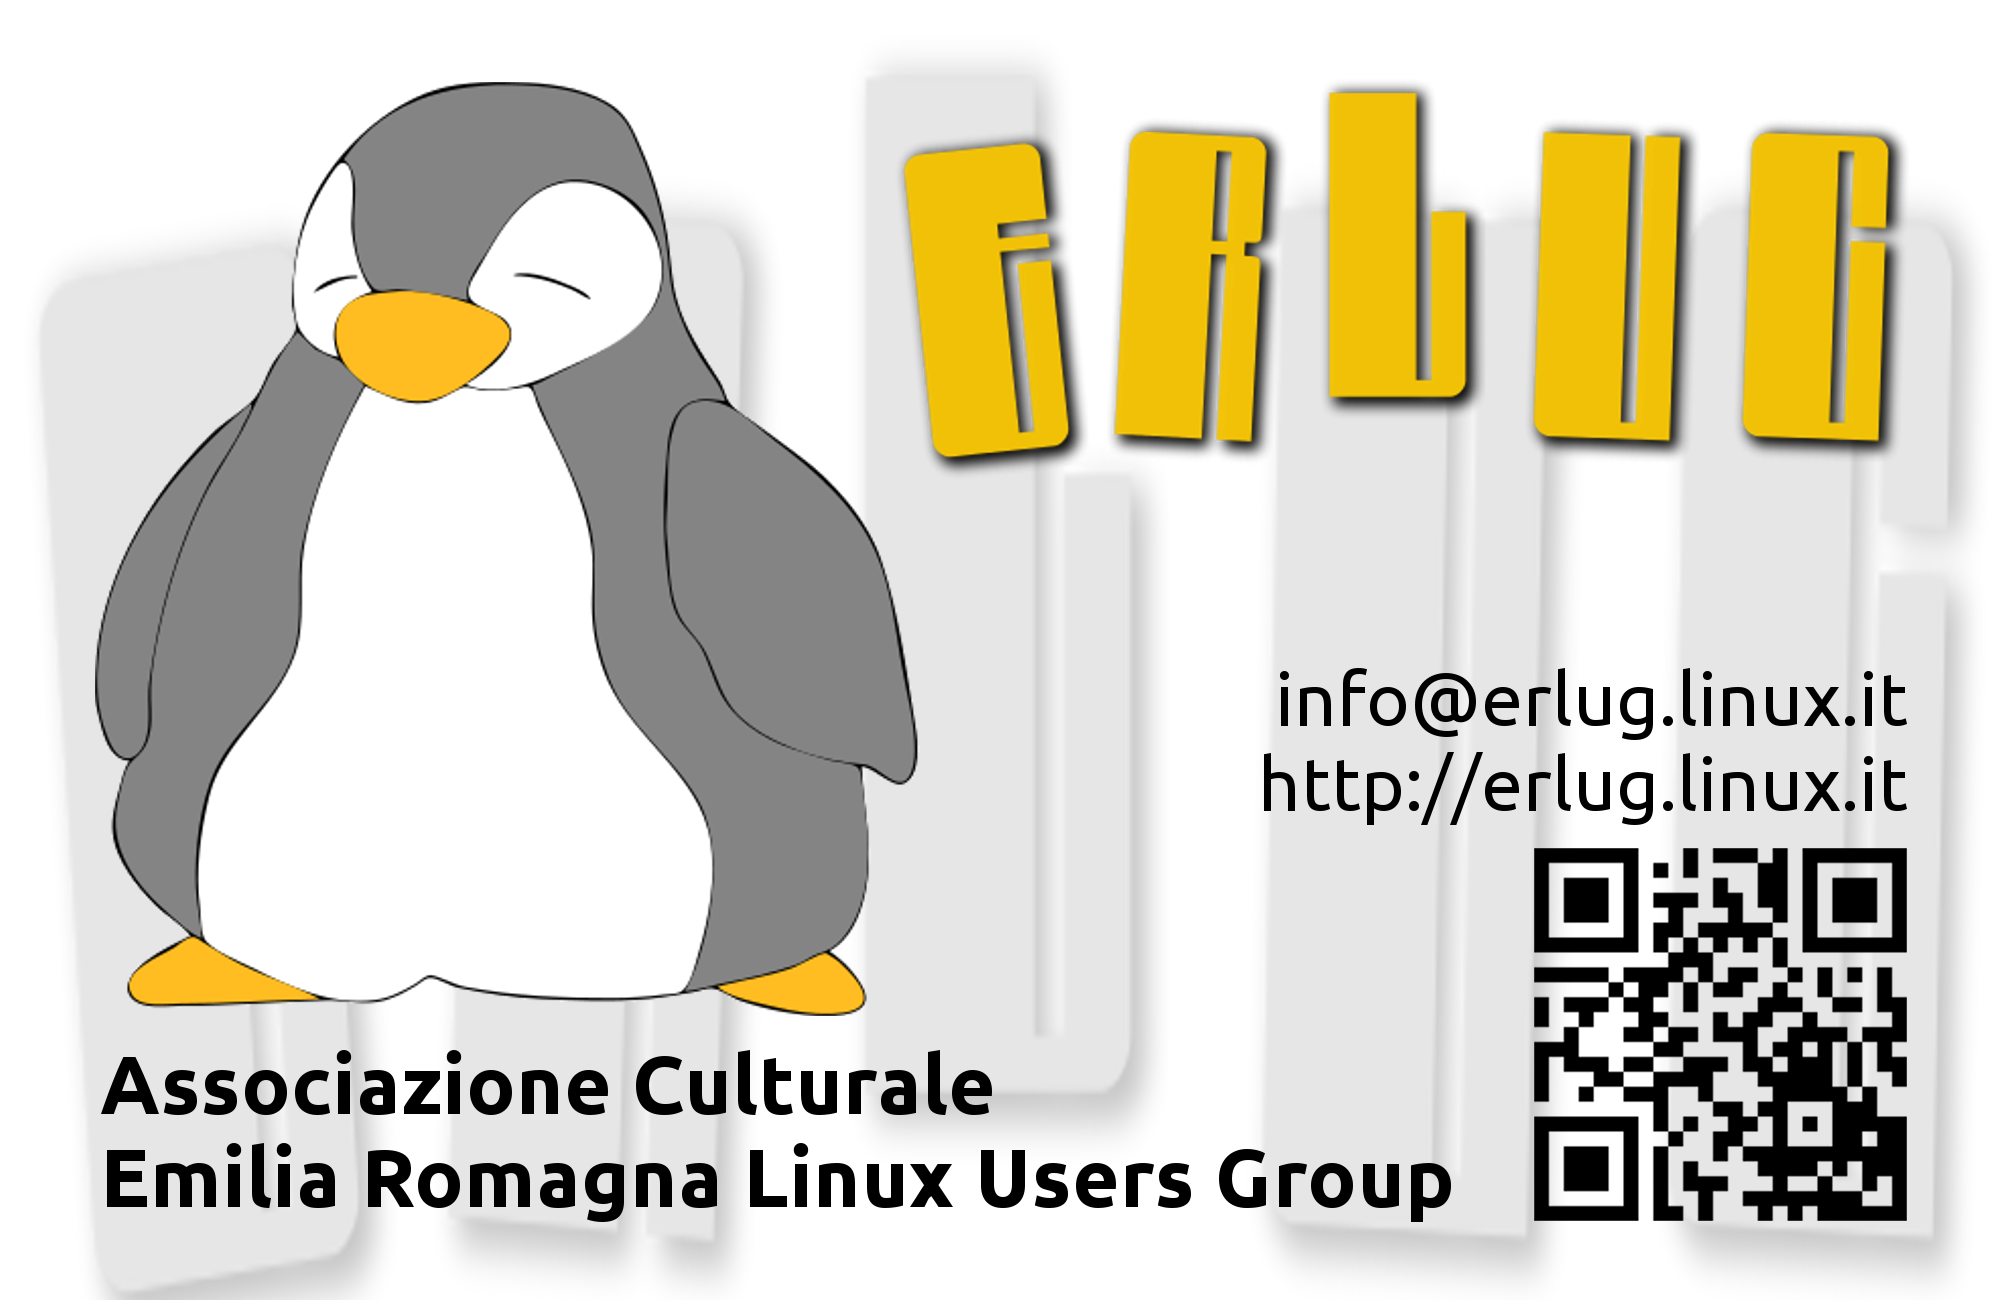 ERLUG
info@erlug.linux.it
http://erlug.linux.it
Associazione Culturale
Emilia Romagna Linux Users Group